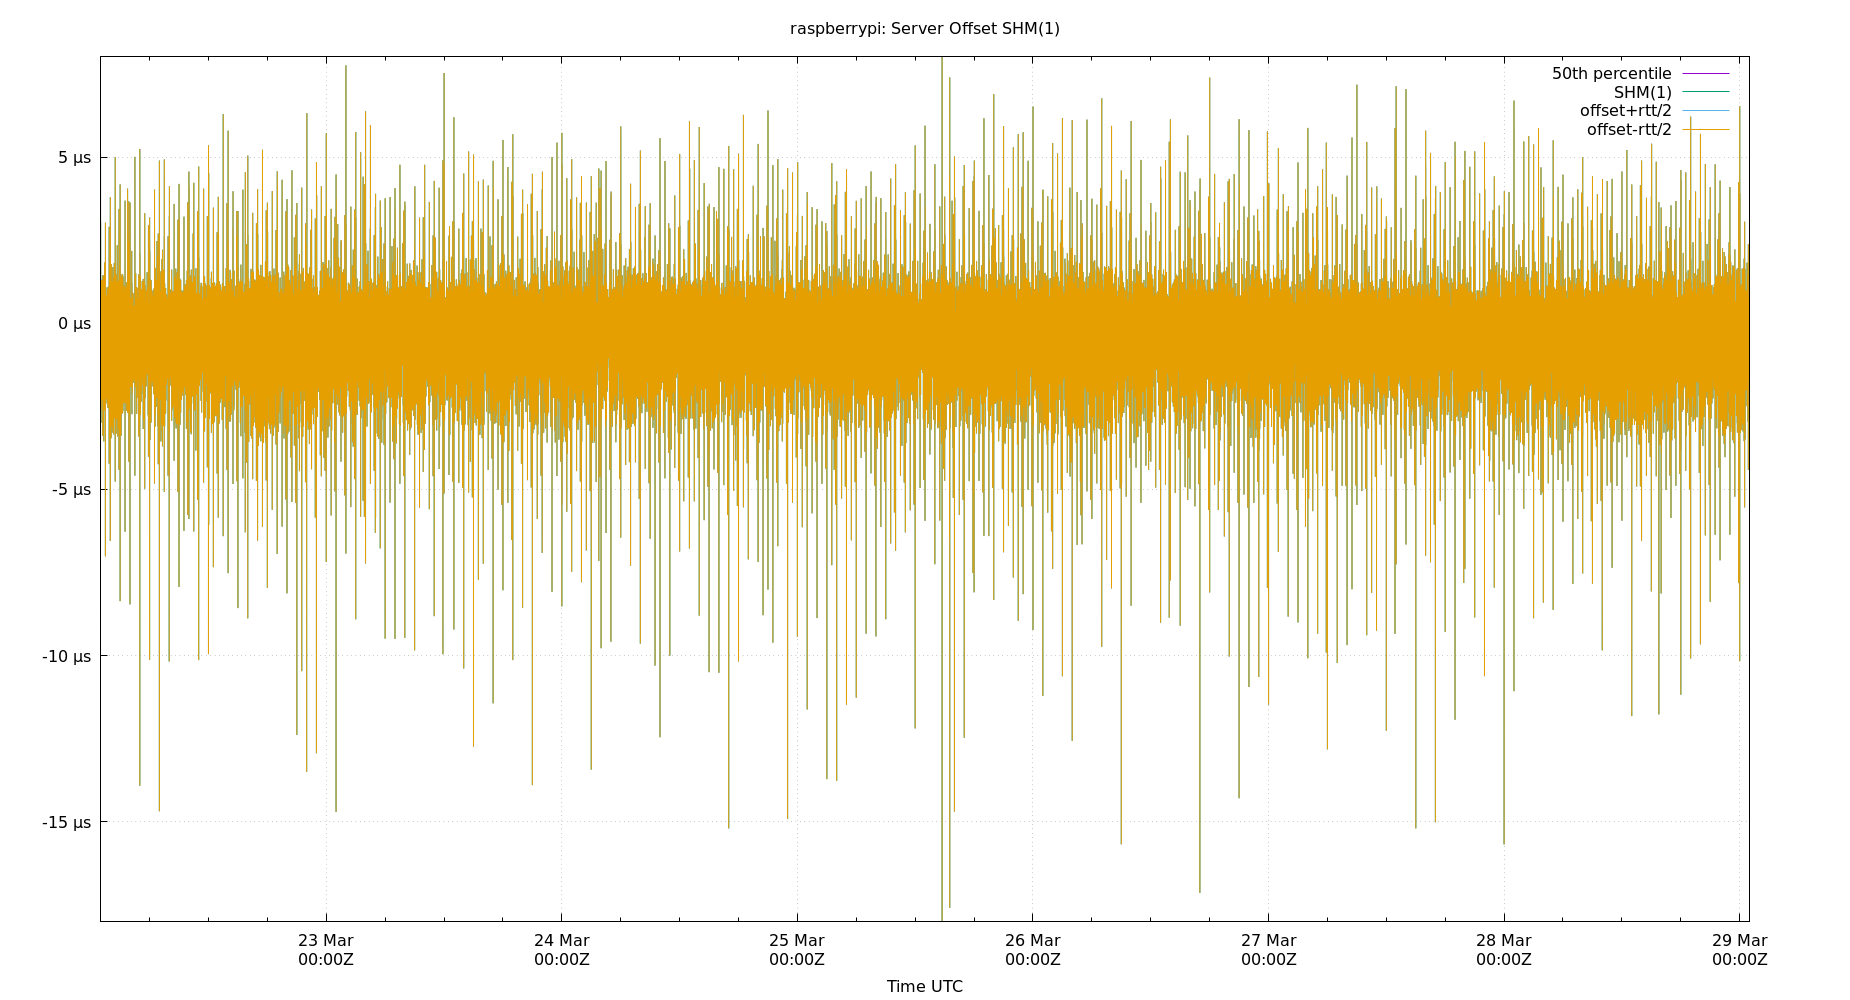 raspberrypi: Server Offset SHM(1)
50th percentile
SHM(1)
offset+rtt/2
offset-rtt/2
5 µs
0 µs
-5 µs
-10 µs
-15 µs
23 Mar 24 Mar 25 Mar 26 Mar 27 Mar 28 Mar 29 Mar
00:00Z 00:00Z 00:00Z 00:00Z 00:00Z 00:00Z 00:00Z
Time UTC